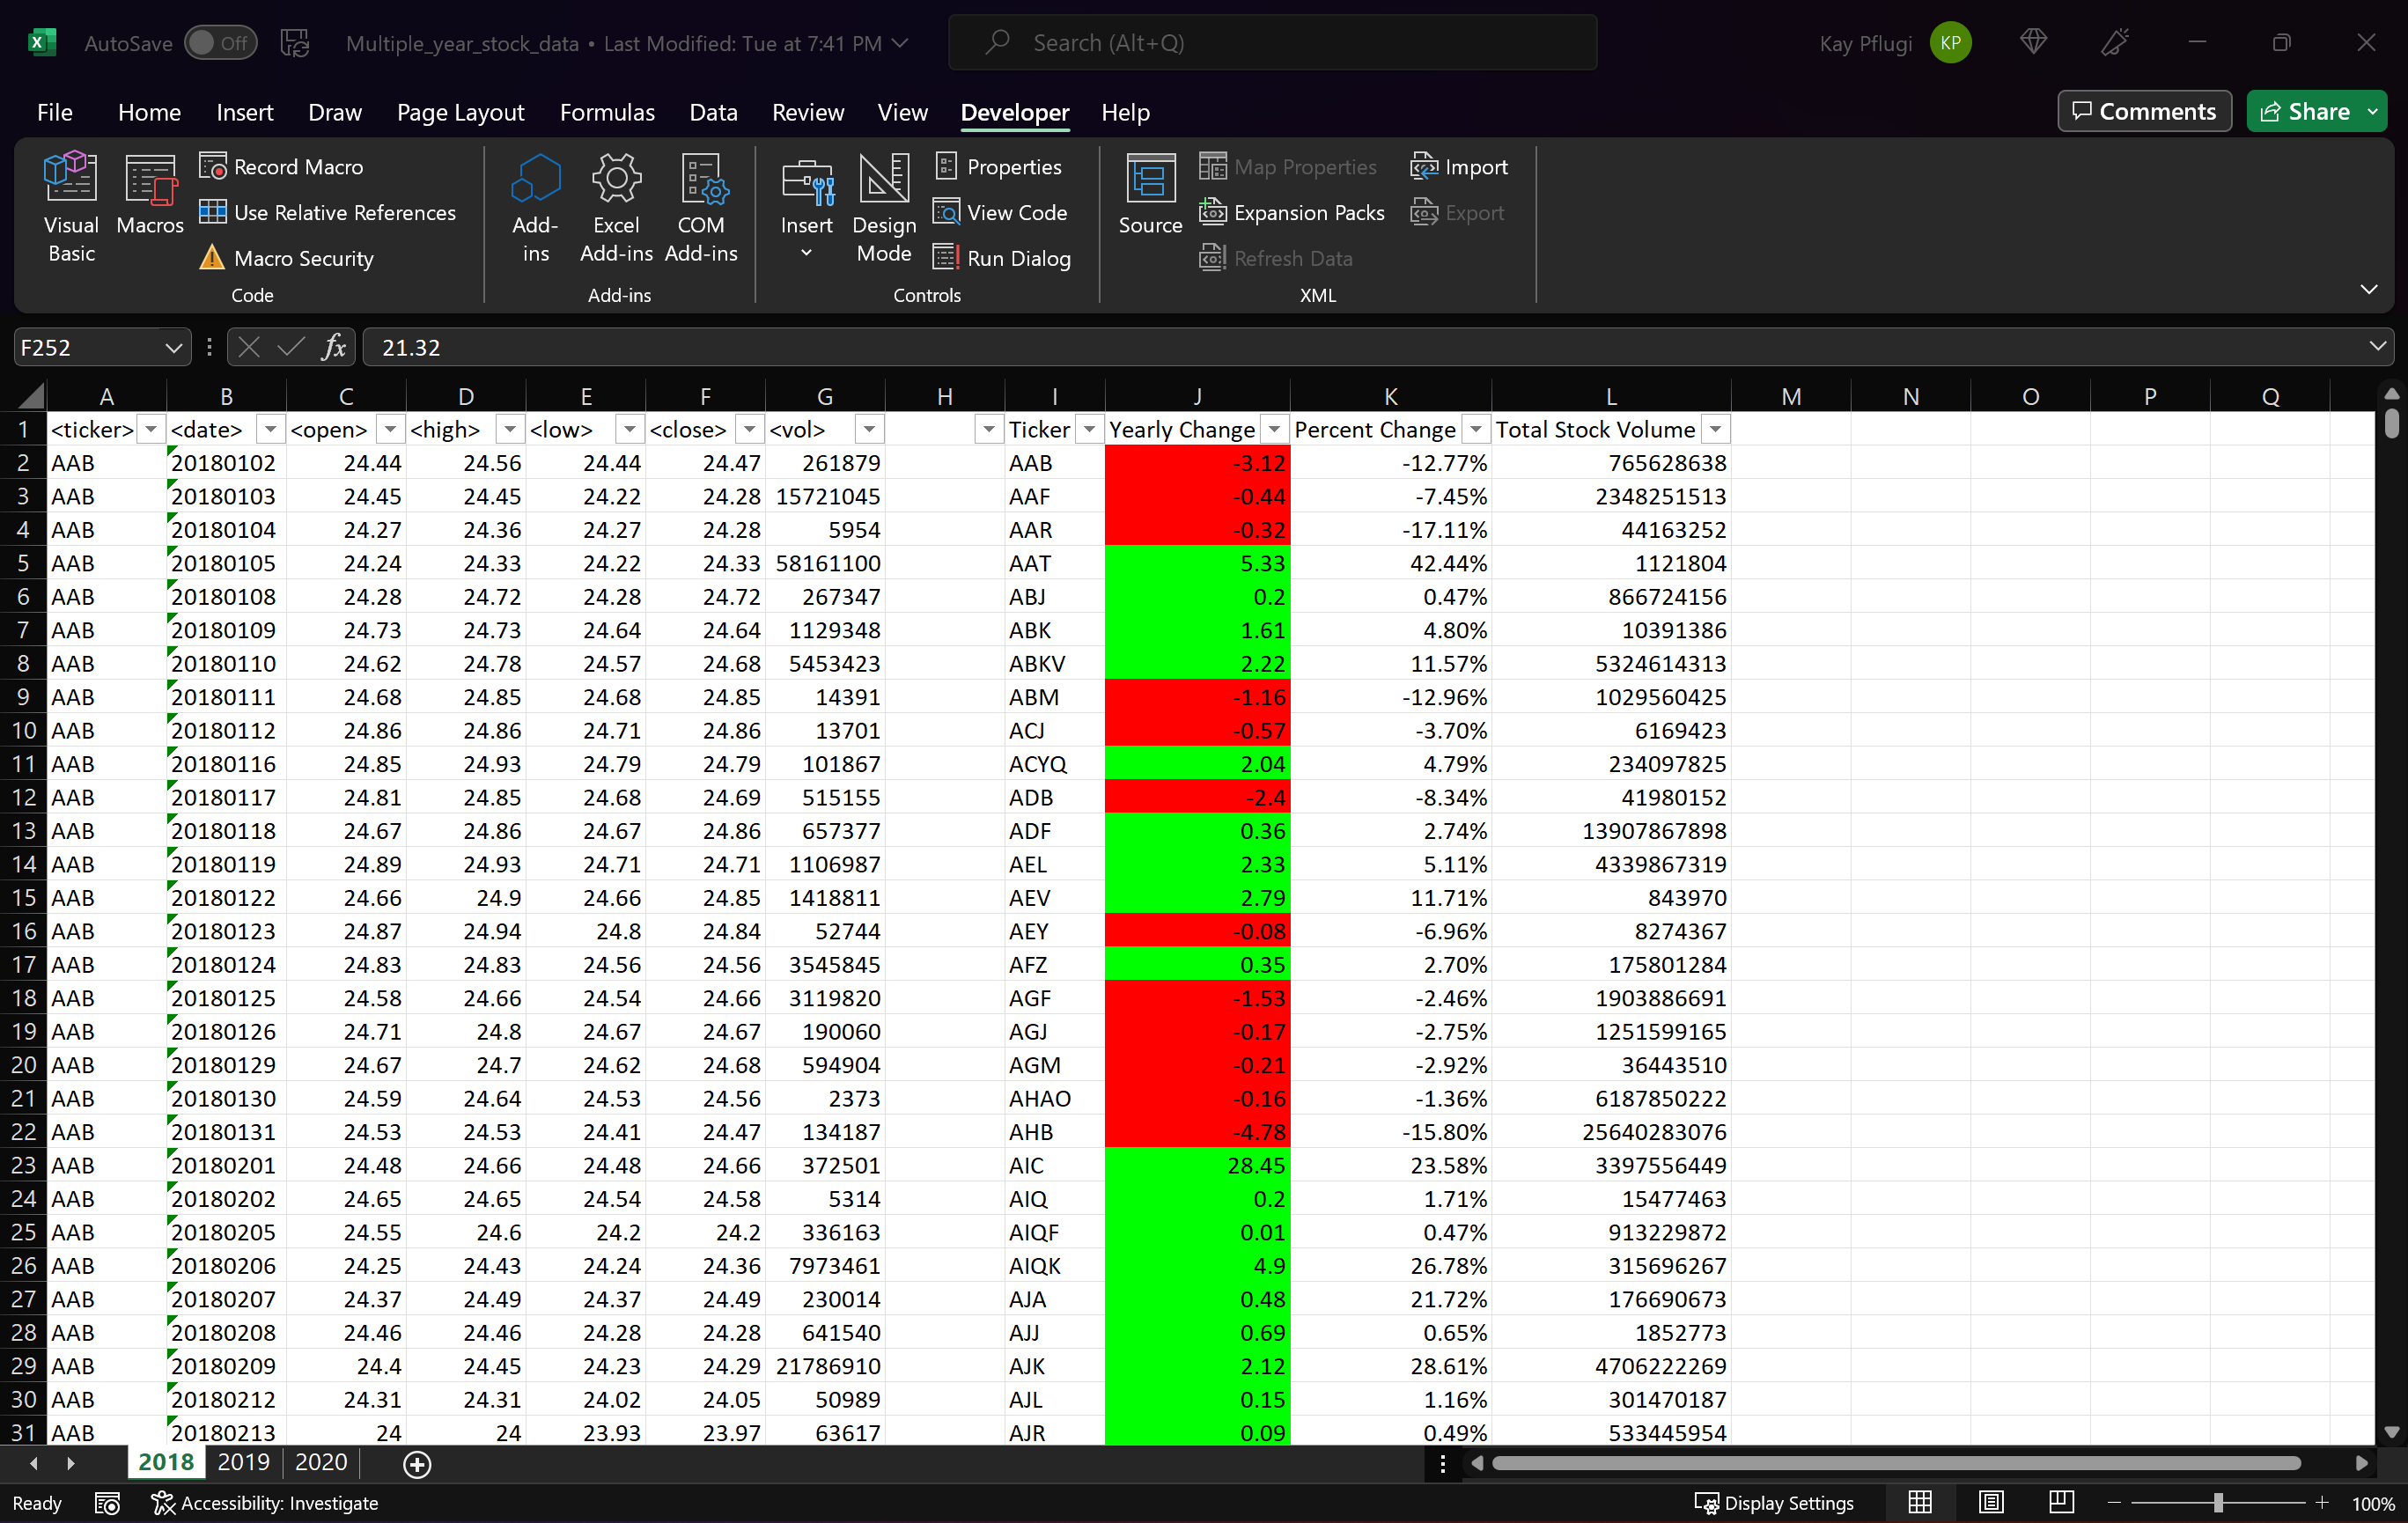 AutoSave Off Multiple_year_stock_data • Last Modified: Tue at 7:41 PM Search (Alt+Q) Kay Pflugi KP
File Home Insert Draw Page Layout Formulas Data Review View Developer Help Comments Share
Visual Basic Macros Record Macro Use Relative References Macro Security Code
Add-ins Excel Add-ins COM Add-ins Add-ins
Insert Design Mode Properties View Code Run Dialog Controls
Source Map Properties Expansion Packs Refresh Data Import Export XML
F252 fx 21.32
A B C D E F G H I J K L M N O P Q
1 <ticker> <date> <open> <high> <low> <close> <vol> Ticker Yearly Change Percent Change Total Stock Volume
2 AAB 20180102 24.44 24.56 24.44 24.47 261879 AAB -3.12 -12.77% 765628638
3 AAB 20180103 24.45 24.45 24.22 24.28 15721045 AAF -0.44 -7.45% 2348251513
4 AAB 20180104 24.27 24.36 24.27 24.28 5954 AAR -0.32 -17.11% 44163252
5 AAB 20180105 24.24 24.33 24.22 24.33 58161100 AAT 5.33 42.44% 1121804
6 AAB 20180108 24.28 24.72 24.28 24.72 267347 ABJ 0.2 0.47% 866724156
7 AAB 20180109 24.73 24.73 24.64 24.64 1129348 ABK 1.61 4.80% 10391386
8 AAB 20180110 24.62 24.78 24.57 24.68 5453423 ABKV 2.22 11.57% 5324614313
9 AAB 20180111 24.68 24.85 24.68 24.85 14391 ABM -1.16 -12.96% 1029560425
10 AAB 20180112 24.86 24.86 24.71 24.86 13701 ACJ -0.57 -3.70% 6169423
11 AAB 20180116 24.85 24.93 24.79 24.79 101867 ACYQ 2.04 4.79% 234097825
12 AAB 20180117 24.81 24.85 24.68 24.69 515155 ADB -2.4 -8.34% 41980152
13 AAB 20180118 24.67 24.86 24.67 24.86 657377 ADF 0.36 2.74% 13907867898
14 AAB 20180119 24.89 24.93 24.71 24.71 1106987 AEL 2.33 5.11% 4339867319
15 AAB 20180122 24.66 24.9 24.66 24.85 1418811 AEV 2.79 11.71% 843970
16 AAB 20180123 24.87 24.94 24.8 24.84 52744 AEY -0.08 -6.96% 8274367
17 AAB 20180124 24.83 24.83 24.56 24.56 3545845 AFZ 0.35 2.70% 175801284
18 AAB 20180125 24.58 24.66 24.54 24.66 3119820 AGF -1.53 -2.46% 1903886691
19 AAB 20180126 24.71 24.8 24.67 24.67 190060 AGJ -0.17 -2.75% 1251599165
20 AAB 20180129 24.67 24.7 24.62 24.68 594904 AGM -0.21 -2.92% 36443510
21 AAB 20180130 24.59 24.64 24.53 24.56 2373 AHAO -0.16 -1.36% 6187850222
22 AAB 20180131 24.53 24.53 24.41 24.47 134187 AHB -4.78 -15.80% 25640283076
23 AAB 20180201 24.48 24.66 24.48 24.66 372501 AIC 28.45 23.58% 3397556449
24 AAB 20180202 24.65 24.65 24.54 24.58 5314 AIQ 0.2 1.71% 15477463
25 AAB 20180205 24.55 24.6 24.2 24.2 336163 AIQF 0.01 0.47% 913229872
26 AAB 20180206 24.25 24.43 24.24 24.36 7973461 AIQK 4.9 26.78% 315696267
27 AAB 20180207 24.37 24.49 24.37 24.49 230014 AJA 0.48 21.72% 176690673
28 AAB 20180208 24.46 24.46 24.28 24.28 641540 AJJ 0.69 0.65% 1852773
29 AAB 20180209 24.4 24.45 24.23 24.29 21786910 AJK 2.12 28.61% 4706222269
30 AAB 20180212 24.31 24.31 24.02 24.05 50989 AJL 0.15 1.16% 301470187
31 AAB 20180213 24 24 23.93 23.97 63617 AJR 0.09 0.49% 533445954
2018 2019 2020
Ready Accessibility: Investigate Display Settings 100%